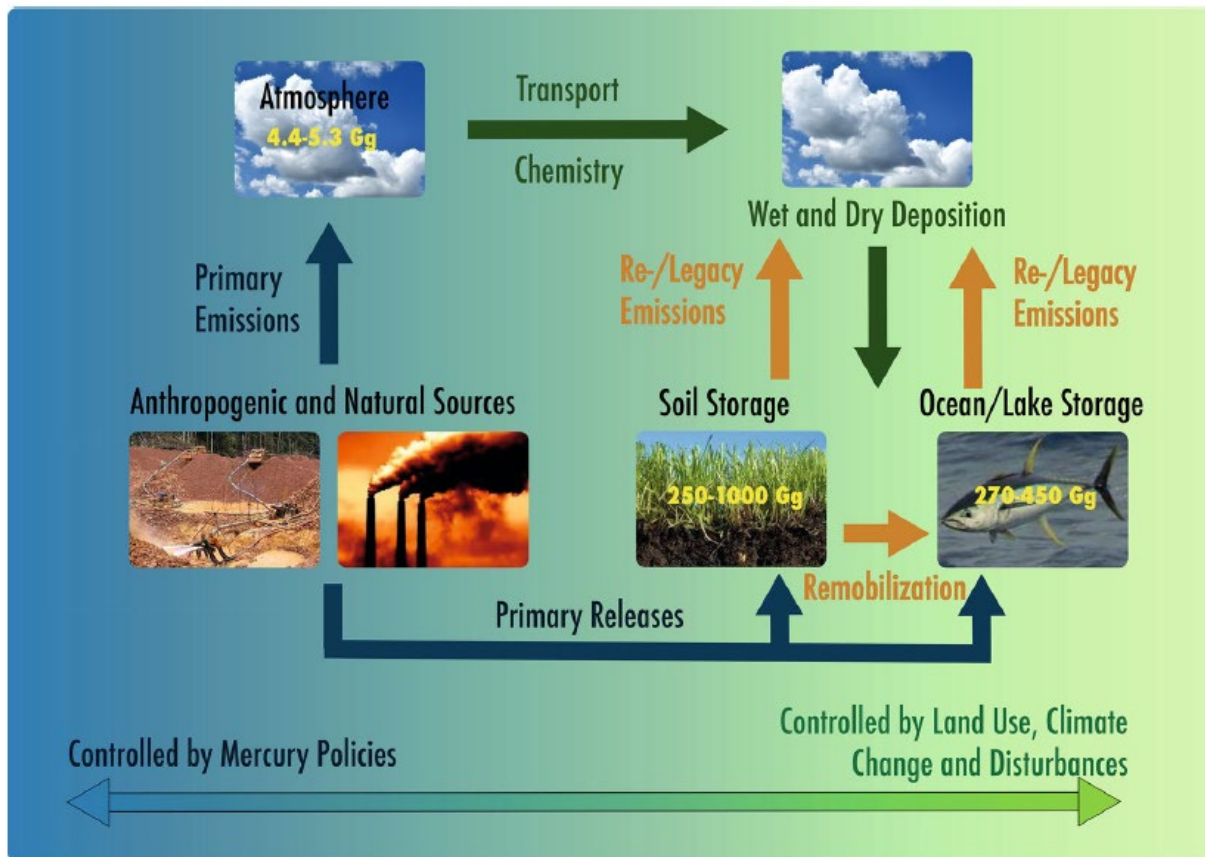 Atmosphere
4.4-5.3 Gg
Transport
Chemistry
Wet and Dry Deposition
Primary
Emissions
Re-/Legacy
Emissions
Re-/Legacy
Emissions
Anthropogenic and Natural Sources
Soil Storage
Ocean/Lake Storage
250-1000 Gg
270-450 Gg
Remobilization
Primary Releases
Controlled by Mercury Policies
Controlled by Land Use, Climate
Change and Disturbances